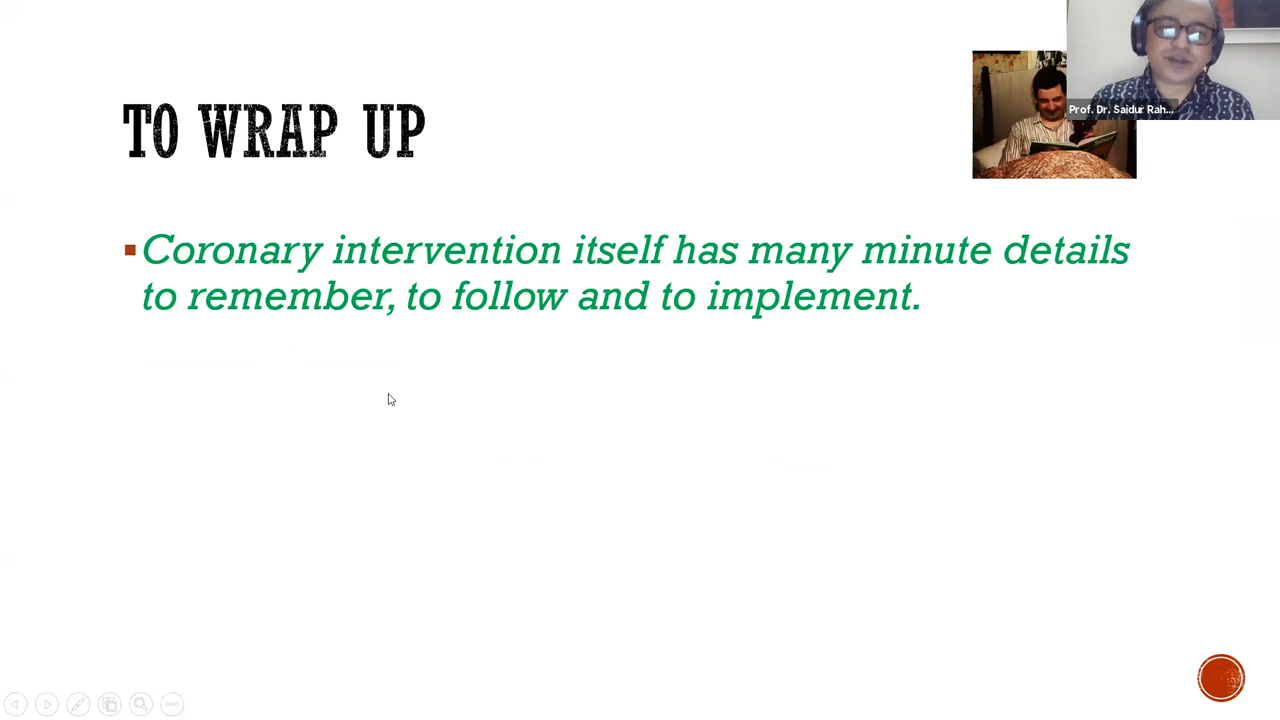 TO WRAP UP
Prof. Dr. Saidur Rah...
Coronary intervention itself has many minute details
to remember, to follow and to implement.